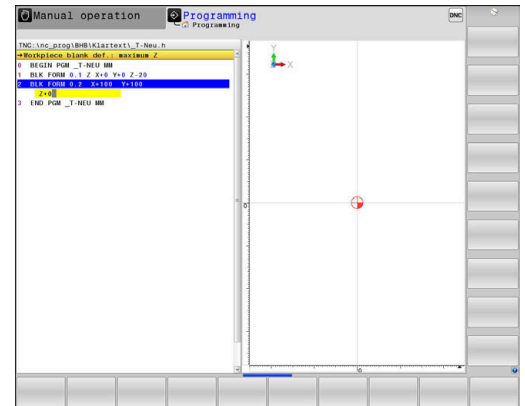 Manual operation
Programming
Programming
DNC
TNC:\nc_prog\BHB\Klartext\_T-Neu.h
→Workpiece blank def.: maximum Z
0 BEGIN PGM _T-NEU MM
1 BLK FORM 0.1 Z X+0 Y+0 Z-20
2 BLK FORM 0.2 X+100 Y+100
Z+0
3 END PGM _T-NEU MM
Y
X
0
0